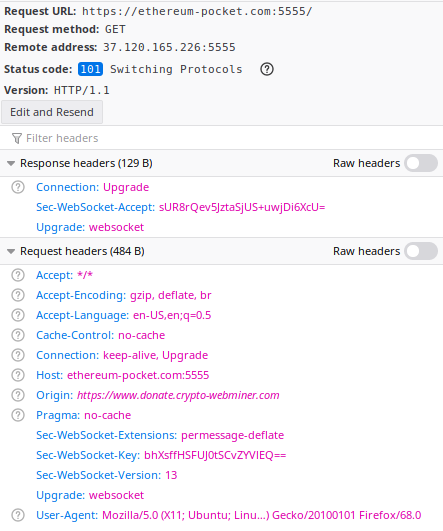 Request URL: https://ethereum-pocket.com:5555/
Request method: GET
Remote address: 37.120.165.226:5555
Status code: 101 Switching Protocols ?
Version: HTTP/1.1
Edit and Resend
Filter headers
Response headers (129 B) Raw headers
? Connection: Upgrade
Sec-WebSocket-Accept: sUR8rQev5JztaSjUS+uwjDi6XcU=
Upgrade: websocket
Request headers (484 B) Raw headers
? Accept: */*
? Accept-Encoding: gzip, deflate, br
? Accept-Language: en-US,en;q=0.5
? Cache-Control: no-cache
? Connection: keep-alive, Upgrade
? Host: ethereum-pocket.com:5555
? Origin: https://www.donate.crypto-webminer.com
? Pragma: no-cache
Sec-WebSocket-Extensions: permessage-deflate
Sec-WebSocket-Key: bhXsffHSFUJ0tSCvZYVlEQ==
Sec-WebSocket-Version: 13
Upgrade: websocket
? User-Agent: Mozilla/5.0 (X11; Ubuntu; Linu...) Gecko/20100101 Firefox/68.0